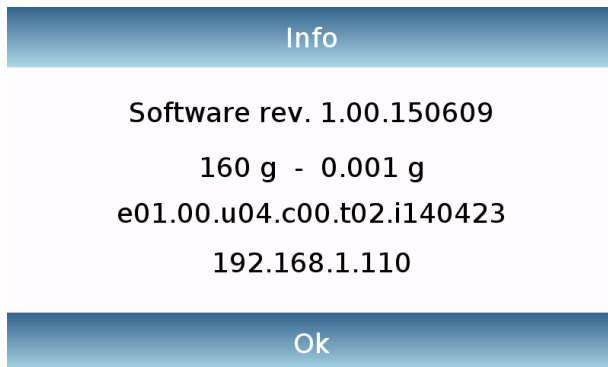 Info
Software rev. 1.00.150609
160 g - 0.001 g
e01.00.u04.c00.t02.i140423
192.168.1.110
Ok